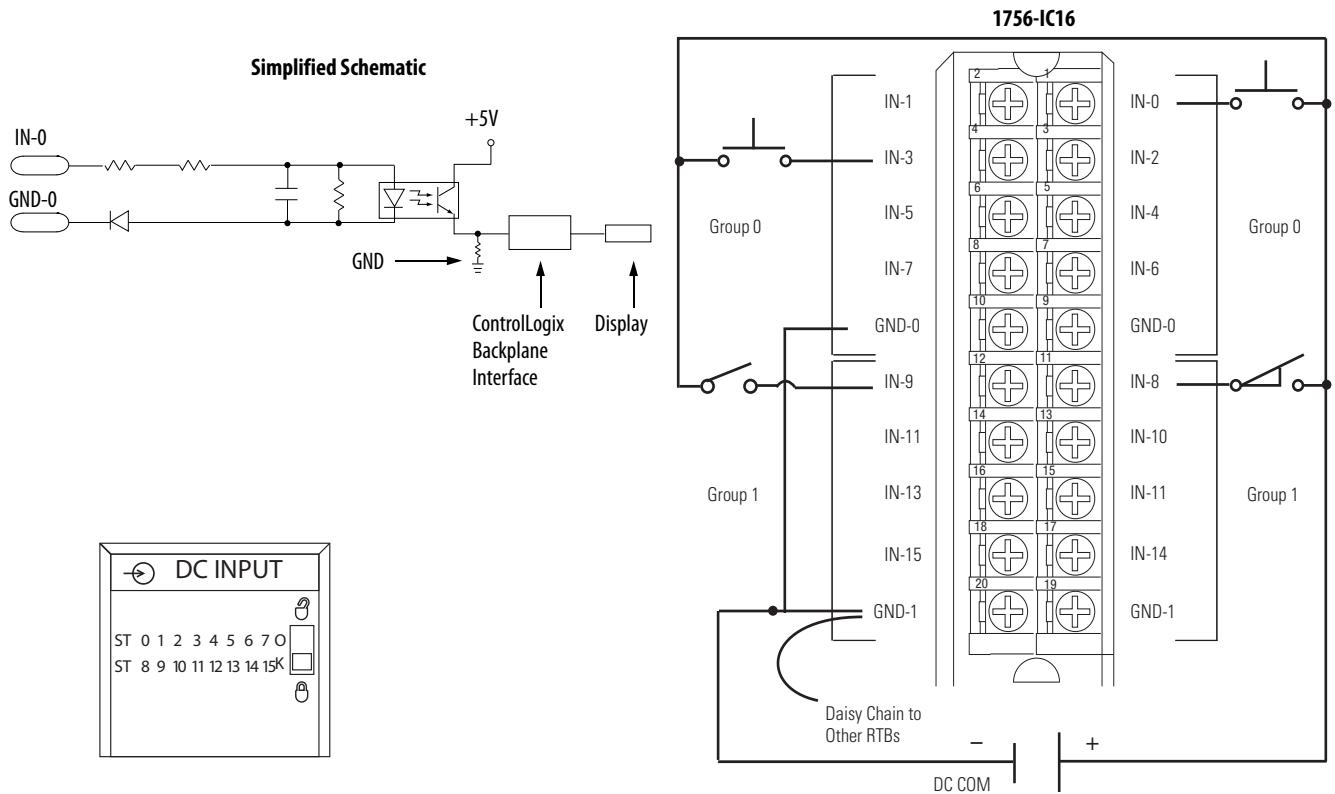 1756-IC16
Simplified Schematic
IN-0
GND-0
+5V
GND
ControlLogix
Backplane
Interface
Display
DC INPUT
ST 0 1 2 3 4 5 6 7 O
ST 8 9 10 11 12 13 14 15 K
2 1
IN-1 IN-0
4 3
IN-3 IN-2
6 5
IN-5 IN-4
Group 0 Group 0
8 7
IN-7 IN-6
10 9
GND-0 GND-0
12 11
IN-9 IN-8
14 13
IN-11 IN-10
16 15
IN-13 IN-11
Group 1 Group 1
18 17
IN-15 IN-14
20 19
GND-1 GND-1
Daisy Chain to
Other RTBs
– +
DC COM